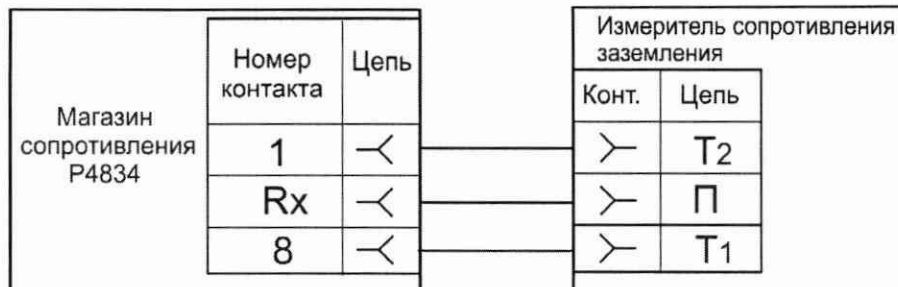 Магазин
сопротивления
Р4834
Номер
контакта
Цепь
1
Rx
8
Измеритель сопротивления
заземления
Конт.
Цепь
Т2
П
Т1